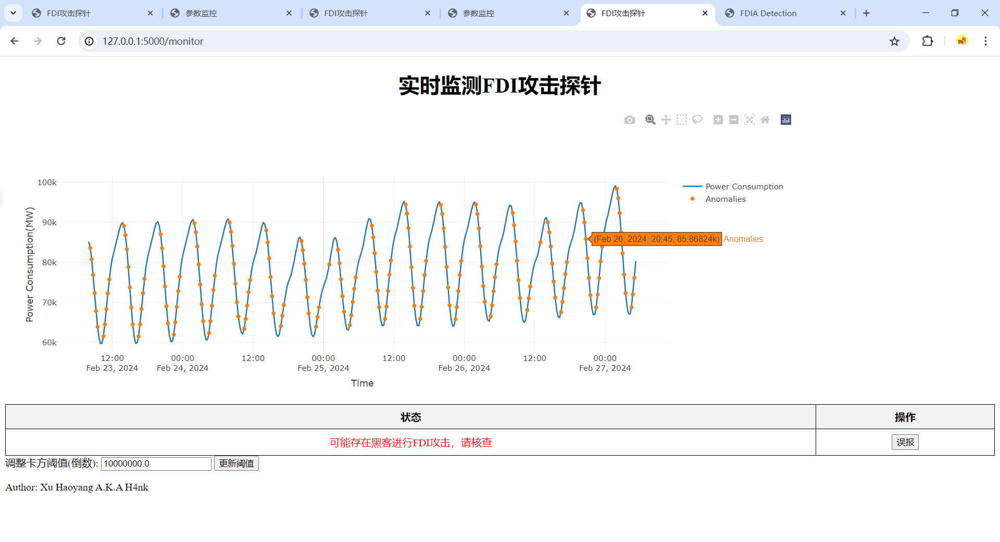 FDI攻击探针
参数监控
FDI攻击探针
参数监控
FDI攻击探针
FDIA Detection
127.0.0.1:5000/monitor
实时监测FDI攻击探针
100k
90k
80k
70k
60k
Power Consumption(MW)
Power Consumption
Anomalies
(Feb 26, 2024, 20:45, 85.86824k) Anomalies
12:00 00:00 12:00 00:00 12:00 00:00 12:00 00:00
Feb 23, 2024 Feb 24, 2024 Feb 25, 2024 Feb 26, 2024 Feb 27, 2024
Time
状态 操作
可能存在黑客进行FDI攻击，请核查 误报
调整卡方阈值(倒数): 10000000.0 更新阈值
Author: Xu Haoyang A.K.A H4nk